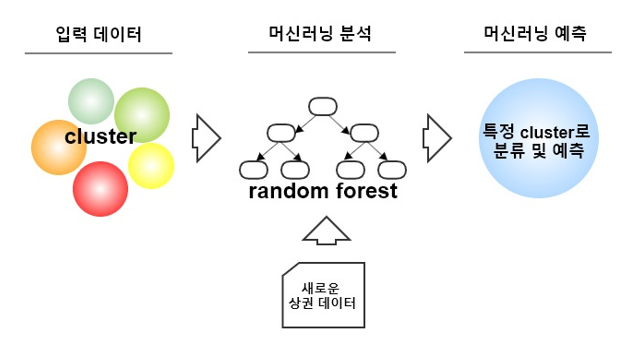 입력 데이터
머신러닝 분석
머신러닝 예측
cluster
random forest
특정 cluster로
분류 및 예측
새로운
상권 데이터